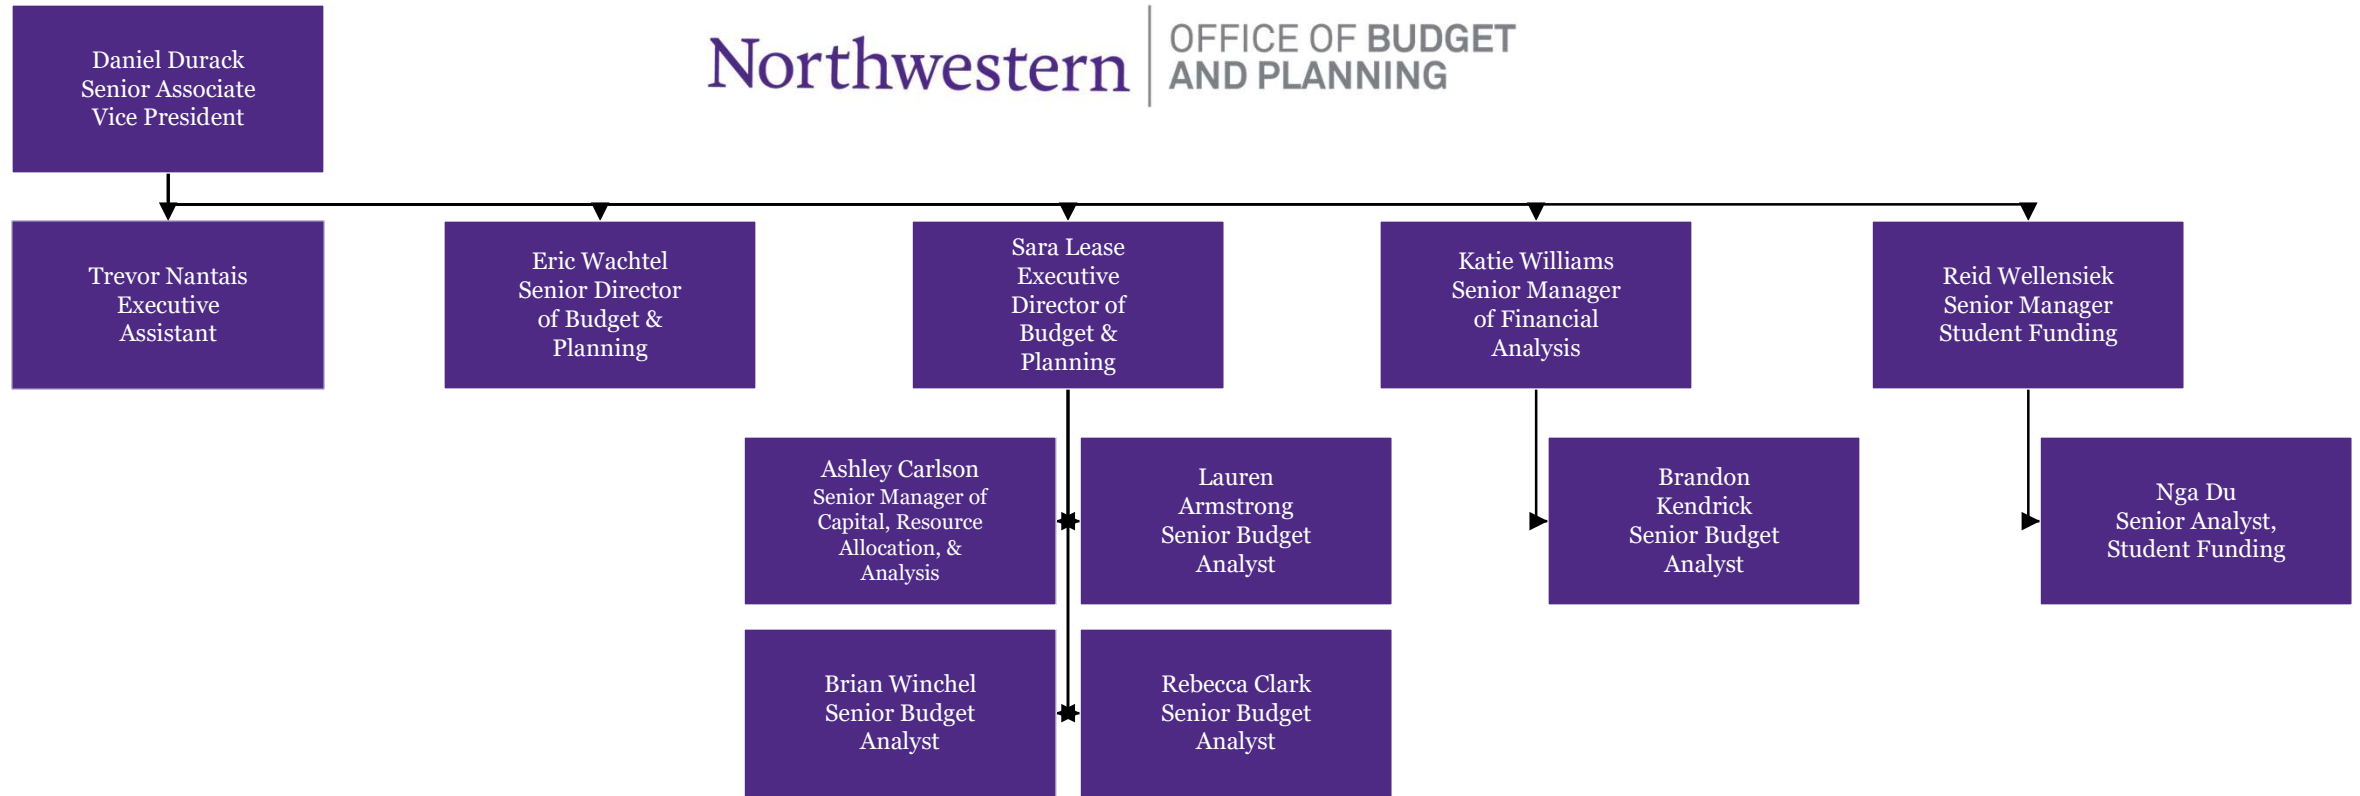 Daniel Durack
Senior Associate
Vice President
Northwestern
OFFICE OF BUDGET
AND PLANNING
Trevor Nantais
Executive
Assistant
Eric Wachtel
Senior Director
of Budget &
Planning
Sara Lease
Executive
Director of
Budget &
Planning
Katie Williams
Senior Manager
of Financial
Analysis
Reid Wellensiek
Senior Manager
Student Funding
Ashley Carlson
Senior Manager of
Capital, Resource
Allocation, &
Analysis
Lauren
Armstrong
Senior Budget
Analyst
Brandon
Kendrick
Senior Budget
Analyst
Nga Du
Senior Analyst,
Student Funding
Brian Winchel
Senior Budget
Analyst
Rebecca Clark
Senior Budget
Analyst